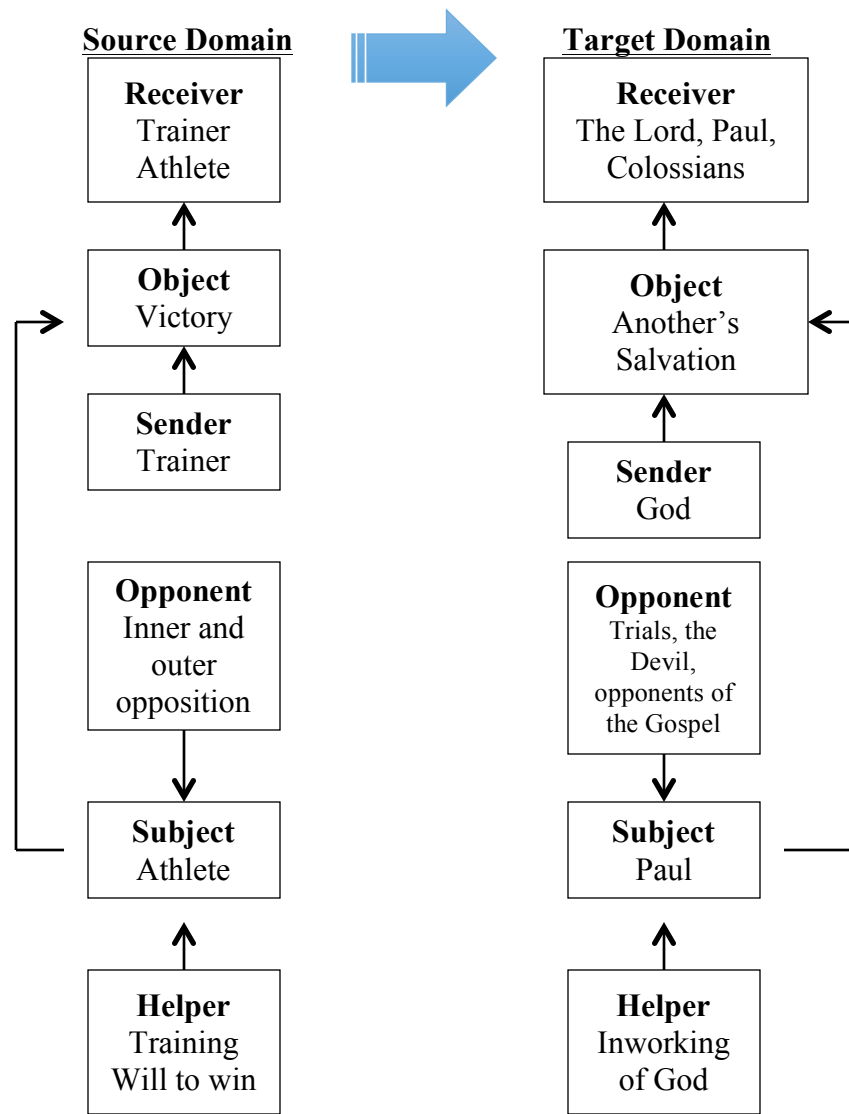 Source Domain
Receiver
Trainer
Athlete
Object
Victory
Sender
Trainer
Opponent
Inner and
outer
opposition
Subject
Athlete
Helper
Training
Will to win
Target Domain
Receiver
The Lord, Paul,
Colossians
Object
Another’s
Salvation
Sender
God
Opponent
Trials, the
Devil,
opponents of
the Gospel
Subject
Paul
Helper
Inworking
of God